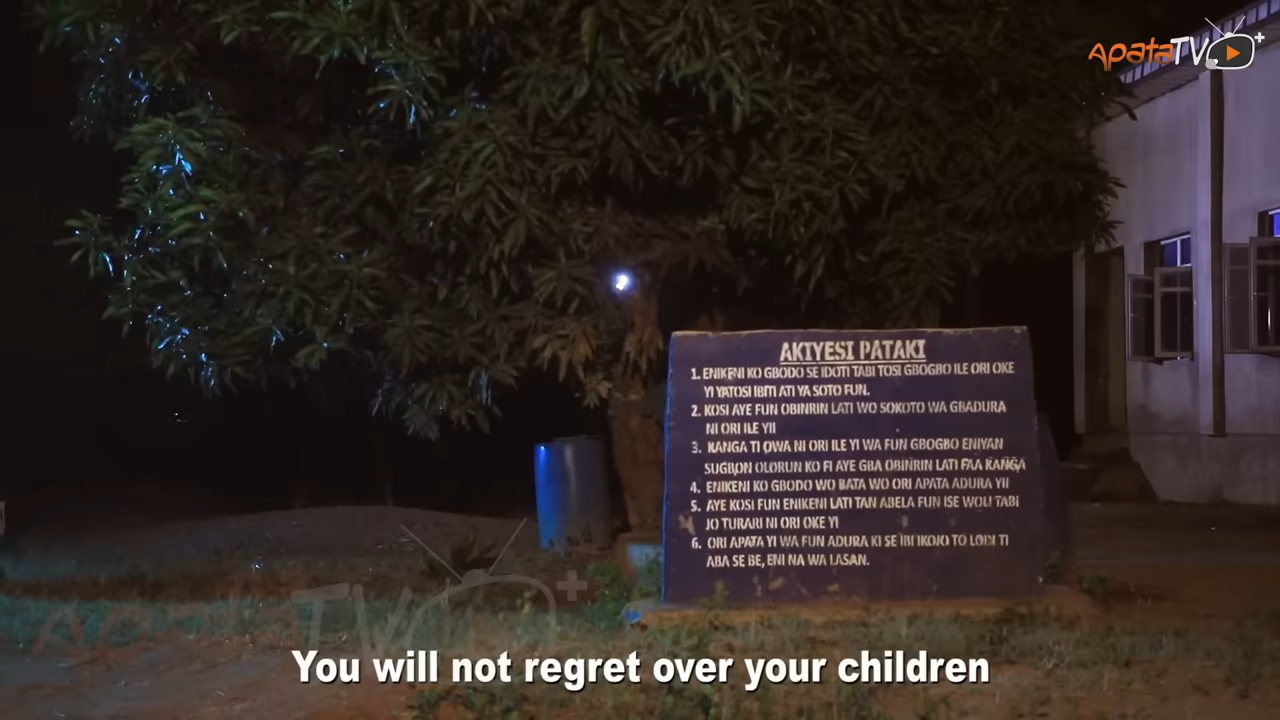 ApataTV+
AKIYESI PATAKI
1. ENIKENI KO GBODO SE IDOTI TABI TOSI GBOGBO ILE ORI OKE
YI YATOSI IBITI ATI YA SOTO FUN.
2. KOSI AYE FUN OBINRIN LATI WO SOKOTO WA GBADURA
NI ORI ILE YII
3. KANGA TI OWA NI ORI ILE YI WA FUN GBOGBO ENIYAN
SUGBON OLORUN KO FI AYE GBA OBINRIN LATI FAA KANGA
4. ENIKENI KO GBODO WO BATA WO ORI APATA ADURA YII
5. AYE KOSI FUN ENIKENI LATI TAN ABELA FUN ISE WOLI TABI
JO TURARI NI ORI OKE YI
6. ORI APATA YI WA FUN ADURA KI SE IBI IKOJO TO LODI TI
ABA SE BE, ENI NA WA LASAN.
ApataTV+
You will not regret over your children